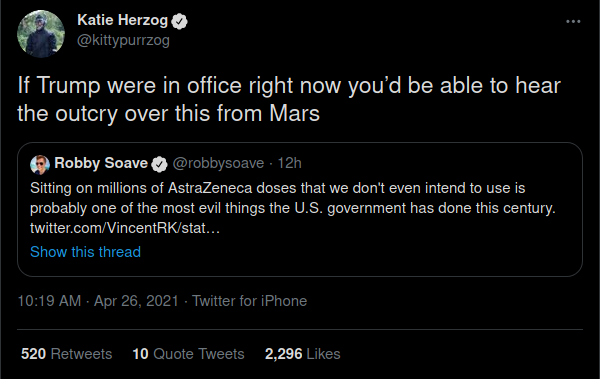 Katie Herzog
@kittypurrzog
If Trump were in office right now you’d be able to hear
the outcry over this from Mars
Robby Soave @robbysoave · 12h
Sitting on millions of AstraZeneca doses that we don't even intend to use is
probably one of the most evil things the U.S. government has done this century.
twitter.com/VincentRK/stat…
Show this thread
10:19 AM · Apr 26, 2021 · Twitter for iPhone
520 Retweets 10 Quote Tweets 2,296 Likes